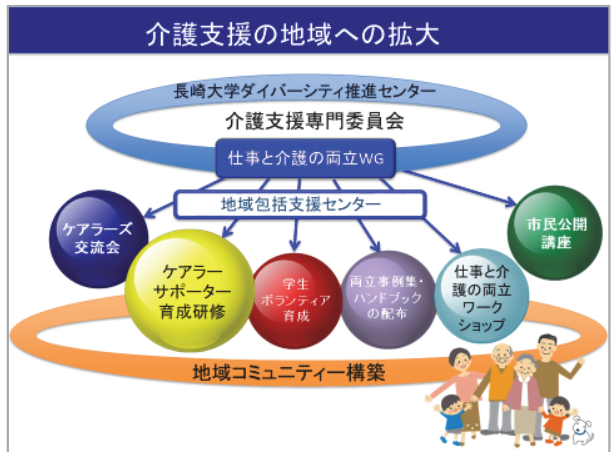 介護支援の地域への拡大
長崎大学ダイバーシティ推進センター
介護支援専門委員会
仕事と介護の両立WG
地域包括支援センター
ケアラーズ
交流会
ケアラー
サポーター
育成研修
学生
ボランティア
育成
両立事例集・
ハンドブック
の配布
仕事と介
護の両立
ワーク
ショップ
市民公開
講座
地域コミュニティー構築